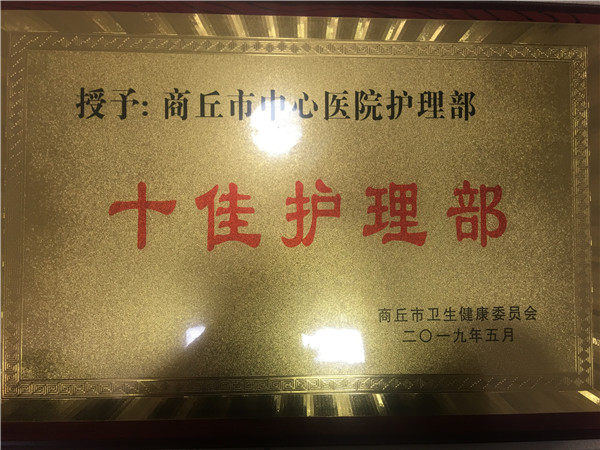 授予: 商丘市中心医院护理部
十佳护理部
商丘市卫生健康委员会
二〇一九年五月